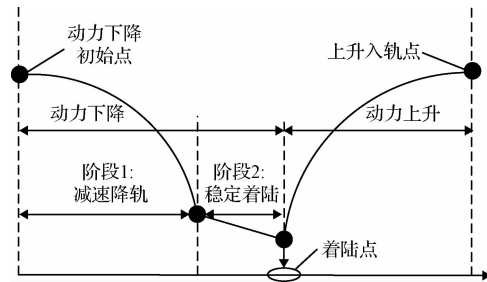 动力下降
初始点
上升入轨点
动力下降
动力上升
阶段1:
减速降轨
阶段2:
稳定着陆
着陆点